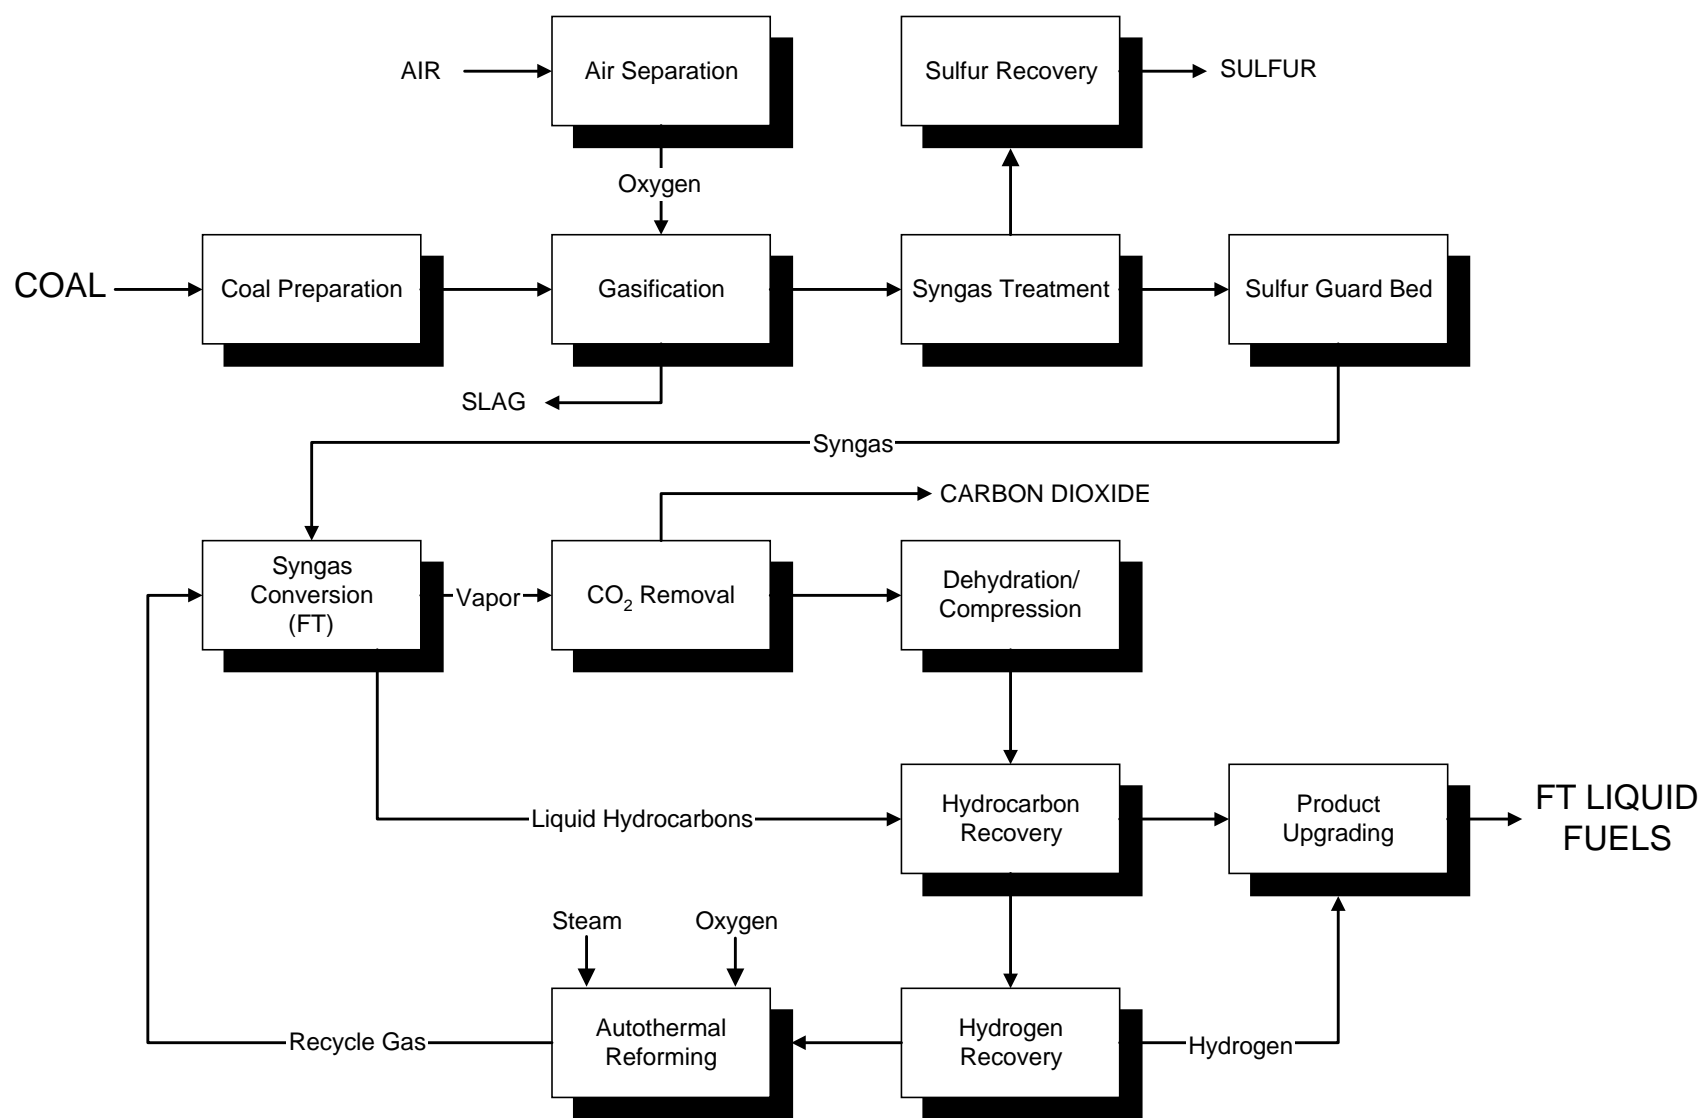 AIR
Air Separation
Sulfur Recovery
SULFUR
Oxygen
COAL
Coal Preparation
Gasification
Syngas Treatment
Sulfur Guard Bed
SLAG
Syngas
CARBON DIOXIDE
Syngas
Conversion
(FT)
Vapor
CO₂ Removal
Dehydration/
Compression
Liquid Hydrocarbons
Hydrocarbon
Recovery
Product
Upgrading
FT LIQUID
FUELS
Steam
Oxygen
Recycle Gas
Autothermal
Reforming
Hydrogen
Recovery
Hydrogen